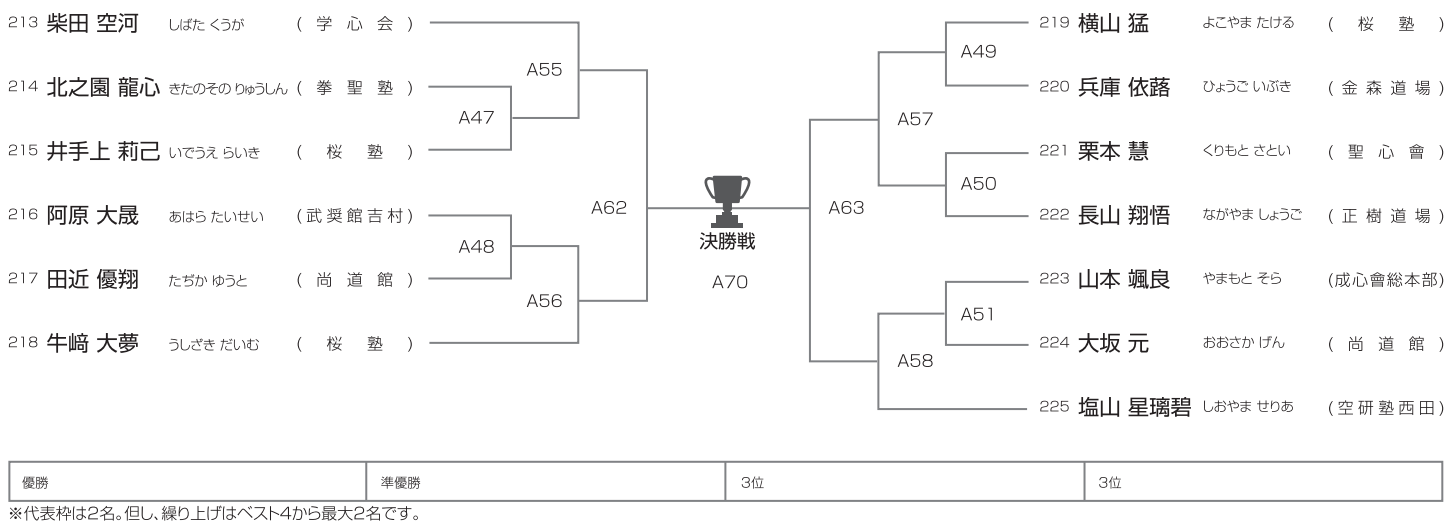 213 柴田 空河 しばた くうが (学心会)
214 北之園 龍心 きたのその りゅうしん (拳聖塾)
A47
215 井手上 莉己 いでうえ らいき (桜塾)
A55
216 阿原 大晟 あはら たいせい (武奨館吉村)
A48
217 田近 優翔 たぢか ゆうと (尚道館)
A56
218 牛﨑 大夢 うしざき だいむ (桜塾)
A62
決勝戦
A70
A63
219 横山 猛 よこやま たける (桜塾)
A49
220 兵庫 依蕗 ひょうご いぶき (金森道場)
A57
221 栗本 慧 くりもと さとい (聖心會)
A50
222 長山 翔悟 ながやま しょうご (正樹道場)
223 山本 颯良 やまもと そら (成心會総本部)
A51
224 大坂 元 おおさか げん (尚道館)
A58
225 塩山 星璃碧 しおやま せりあ (空研塾西田)
優勝 準優勝 3位 3位
※代表枠は2名。但し、繰り上げはベスト4から最大2名です。